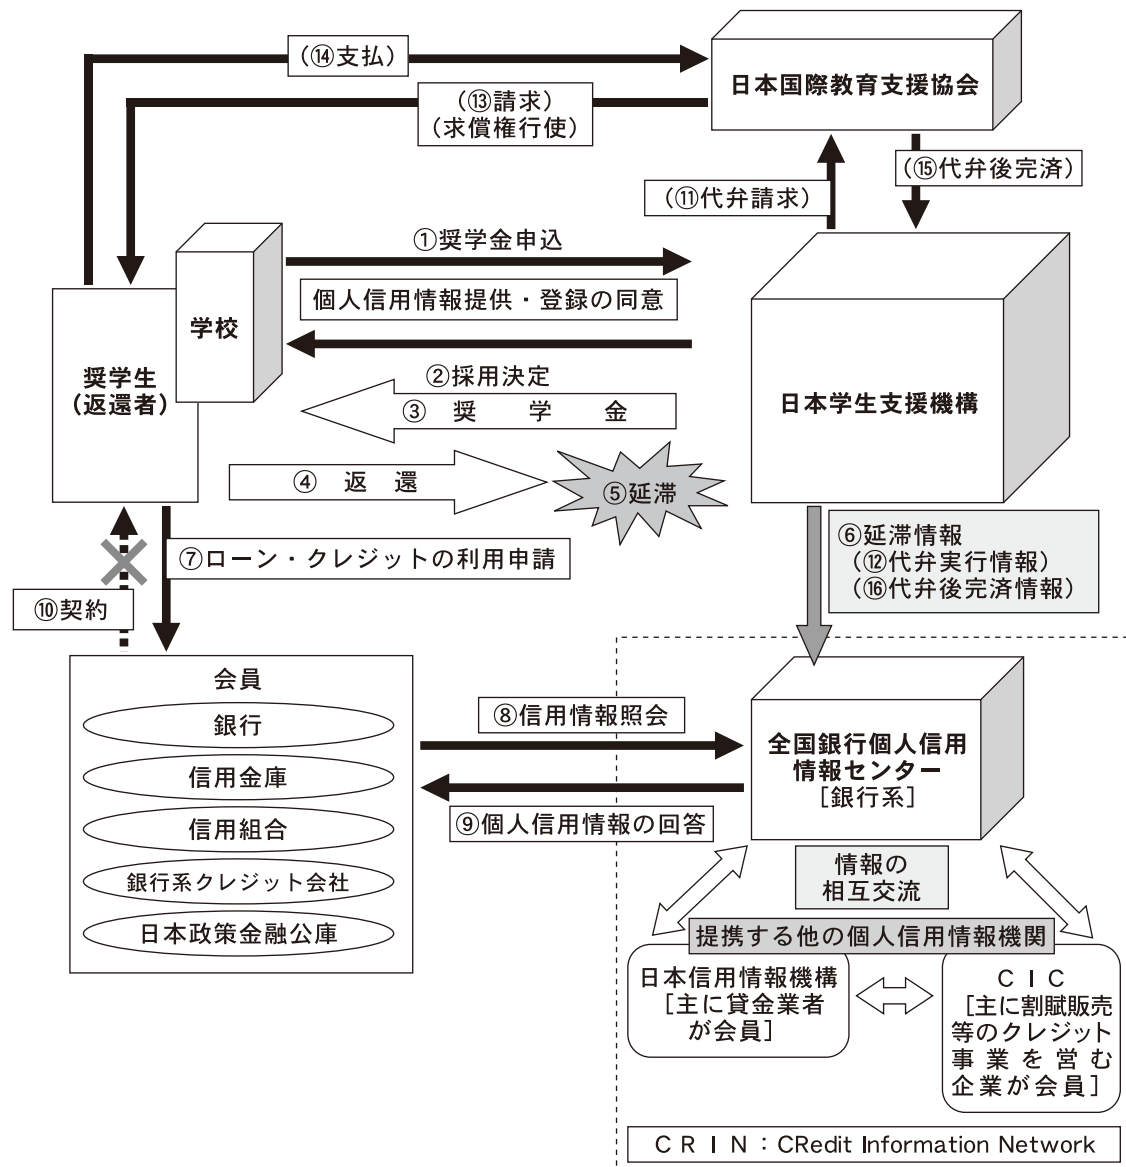 (⑭支払)
日本国際教育支援協会
(⑬請求)
(求償権行使)
(⑮代弁後完済)
(⑪代弁請求)
①奨学金申込
個人信用情報提供・登録の同意
学校
奨学生
(返還者)
②採用決定
③ 奨 学 金
日本学生支援機構
④ 返 還
⑤延滞
⑥延滞情報
(⑫代弁実行情報)
(⑯代弁後完済情報)
⑦ローン・クレジットの利用申請
⑩契約
会員
銀行
信用金庫
信用組合
銀行系クレジット会社
日本政策金融公庫
⑧信用情報照会
⑨個人信用情報の回答
全国銀行個人信用
情報センター
[銀行系]
情報の
相互交流
提携する他の個人信用情報機関
日本信用情報機構
[主に貸金業者
が会員]
C I C
[主に割賦販売
等のクレジット
事業を営む
企業が会員]
C R I N : CRedit Information Network